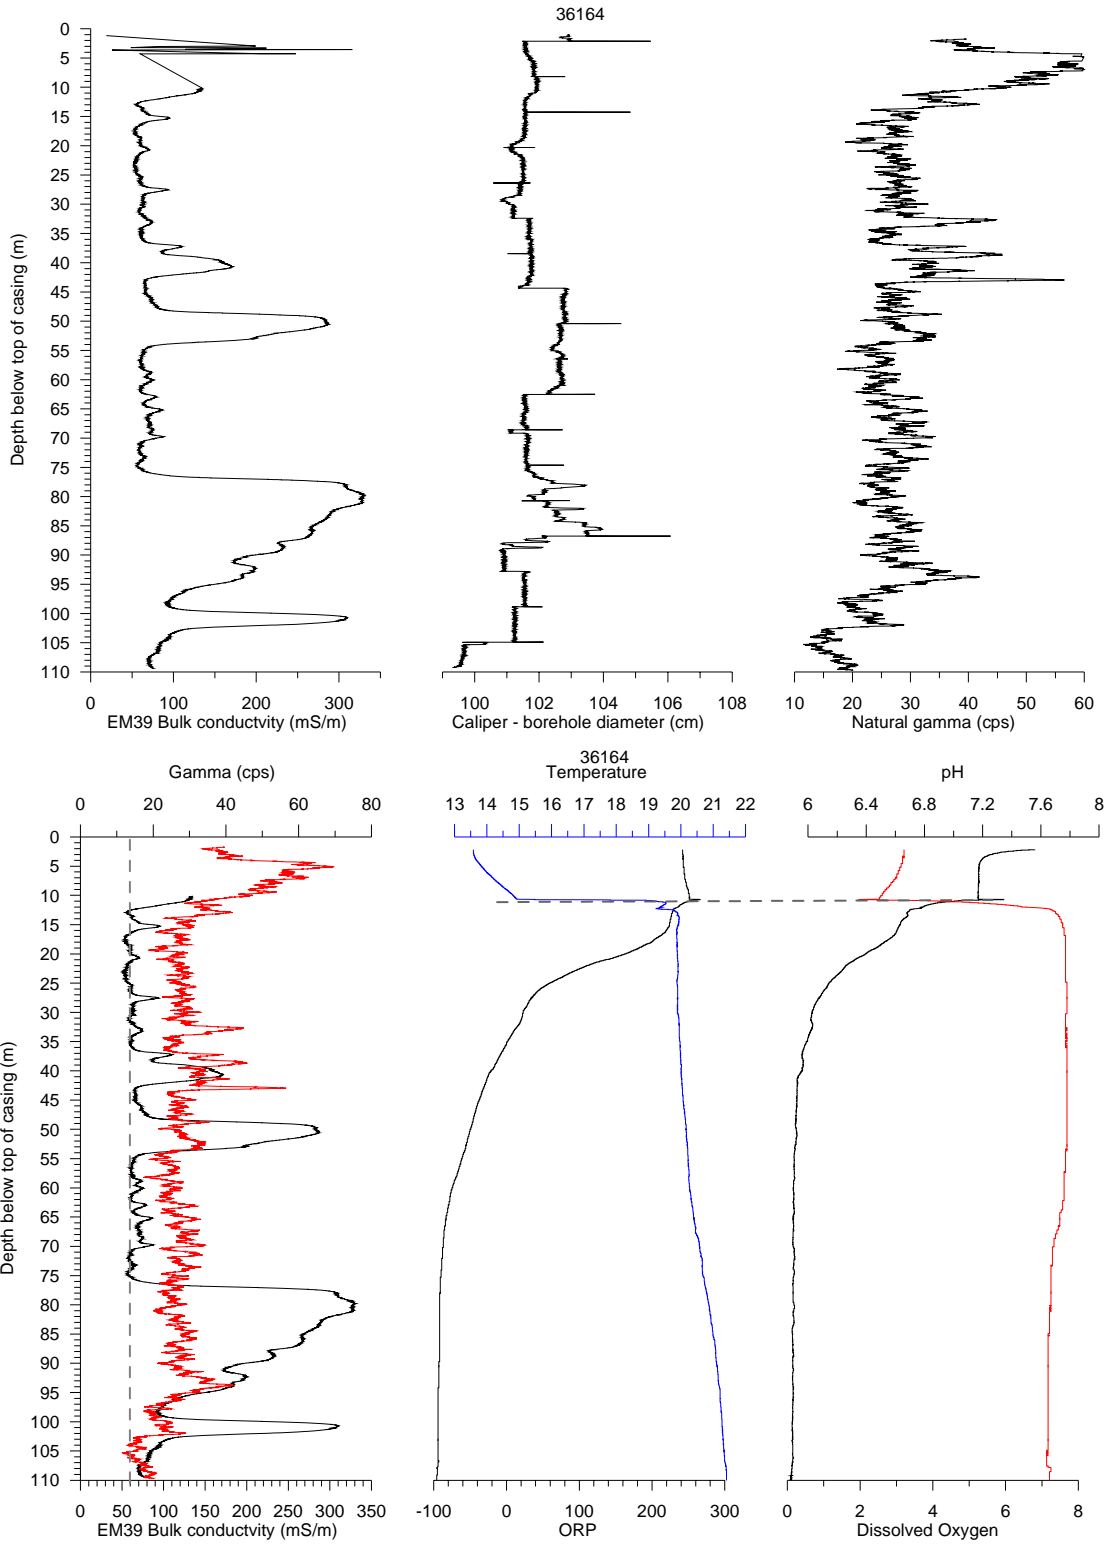 36164
0
5
10
15
20
25
30
35
40
45
50
55
60
65
70
75
80
85
90
95
100
105
110
Depth below top of casing (m)
0 100 200 300
EM39 Bulk conductvity (mS/m)
100 102 104 106 108
Caliper - borehole diameter (cm)
10 20 30 40 50 60
Natural gamma (cps)
36164
Gamma (cps)
Temperature
pH
0 20 40 60 80
13 14 15 16 17 18 19 20 21 22
6 6.4 6.8 7.2 7.6 8
0
5
10
15
20
25
30
35
40
45
50
55
60
65
70
75
80
85
90
95
100
105
110
Depth below top of casing (m)
0 50 100 150 200 250 300 350
EM39 Bulk conductvity (mS/m)
-100 0 100 200 300
ORP
0 2 4 6 8
Dissolved Oxygen